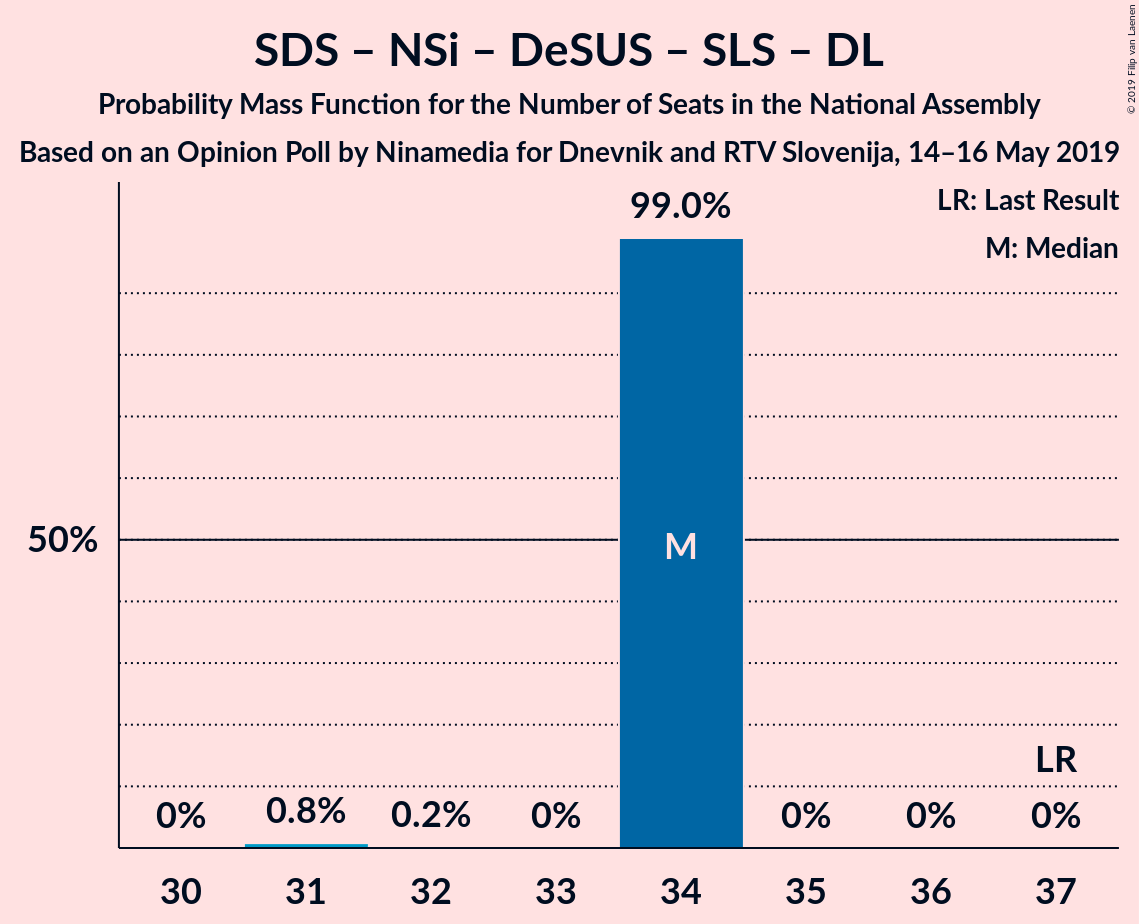 SDS – NSi – DeSUS – SLS – DL
Probability Mass Function for the Number of Seats in the National Assembly
Based on an Opinion Poll by Ninamedia for Dnevnik and RTV Slovenija, 14–16 May 2019
© 2019 Filip van Laenen
LR: Last Result
M: Median
99.0%
50%
M
LR
0% 0.8% 0.2% 0% 0% 0% 0%
30 31 32 33 34 35 36 37